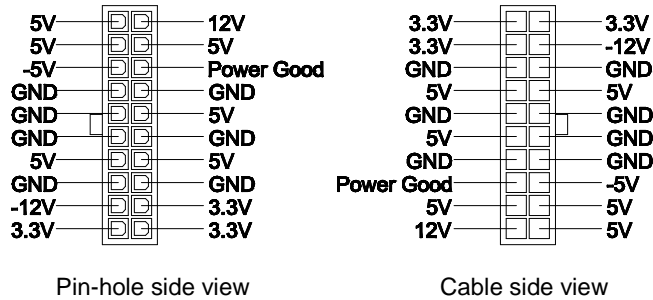 5V 12V 3.3V 3.3V
5V 5V 3.3V -12V
-5V Power Good GND GND
GND GND 5V 5V
GND 5V GND GND
GND GND 5V GND
5V 5V GND GND
GND GND Power Good -5V
-12V 3.3V 5V 5V
3.3V 3.3V 12V 5V
Pin-hole side view Cable side view